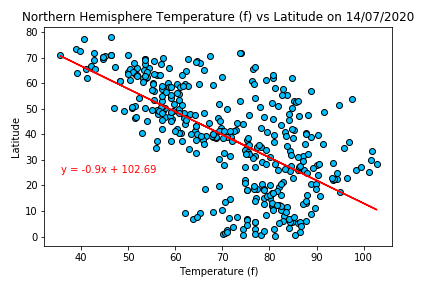 Northern Hemisphere Temperature (f) vs Latitude on 14/07/2020
80
70
60
50
40
30
20
10
0
Latitude
y = -0.9x + 102.69
40 50 60 70 80 90 100
Temperature (f)